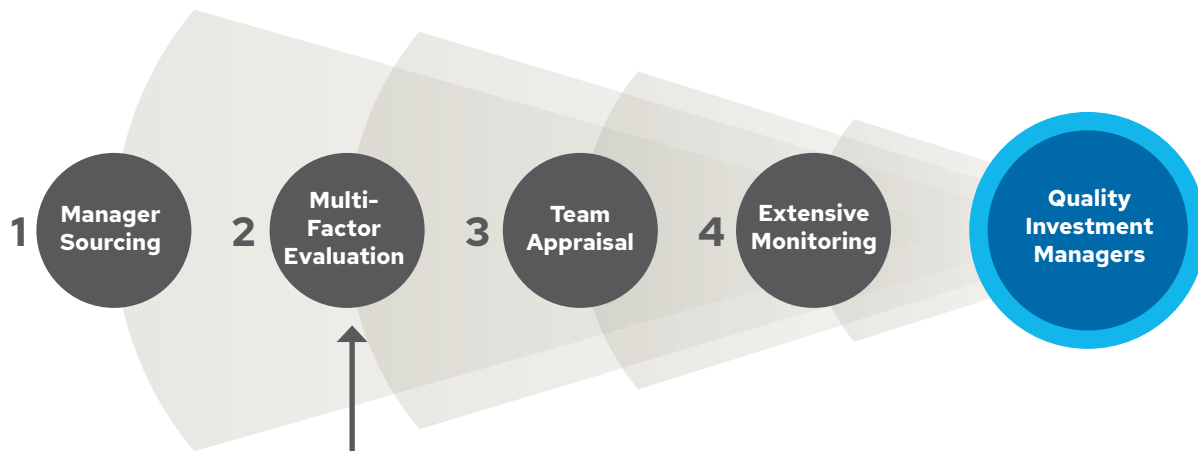 1
Manager
Sourcing
2
Multi-
Factor
Evaluation
3
Team
Appraisal
4
Extensive
Monitoring
Quality
Investment
Managers